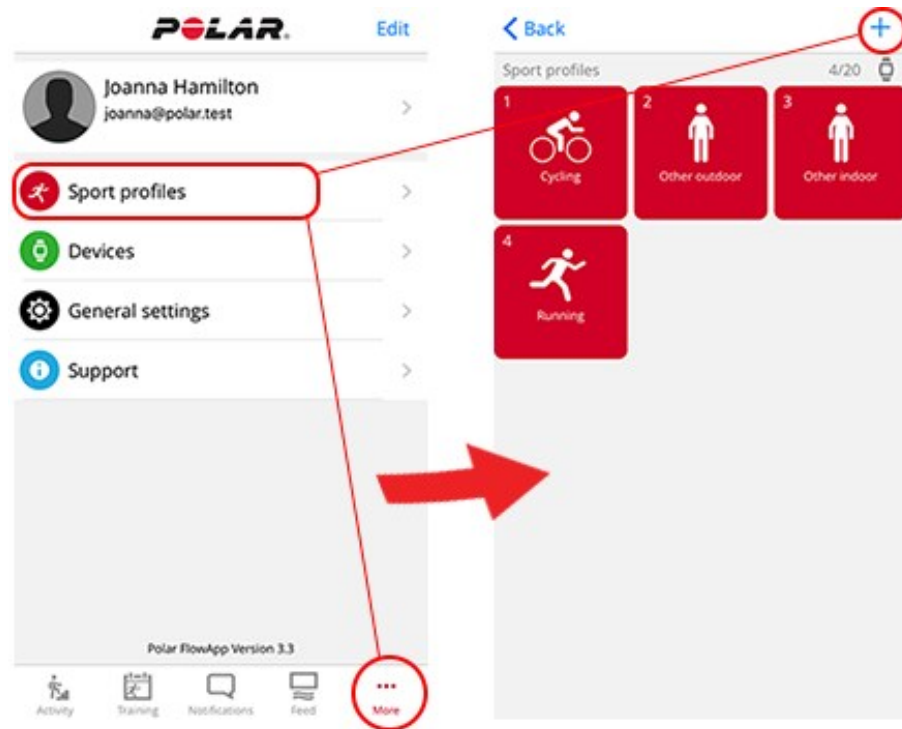 POLAR.
Edit
Joanna Hamilton
joanna@polar.test
Sport profiles
Devices
General settings
Support
Polar FlowApp Version 3.3
Activity
Training
Notifications
Feed
More
Back
Sport profiles
4/20
1
Cycling
2
Other outdoor
3
Other indoor
4
Running